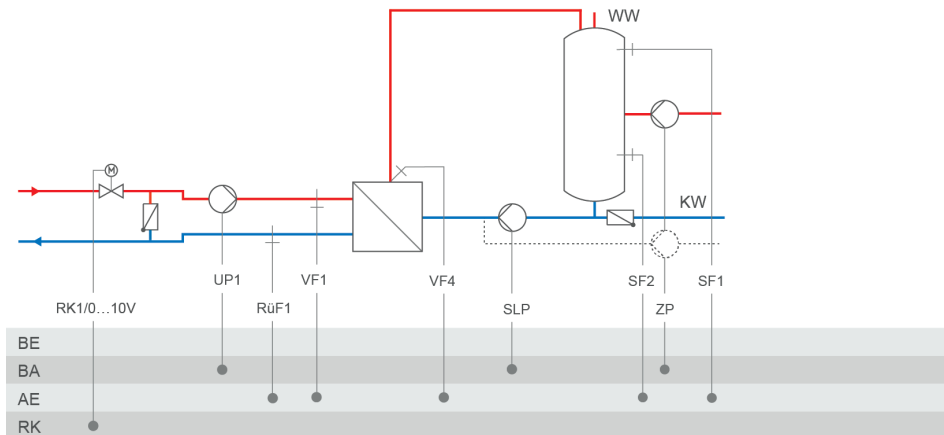 WW
M
KW
UP1
VF1
VF4
SF2
SF1
RK1/0...10V
RüF1
SLP
ZP
BE
BA
AE
RK